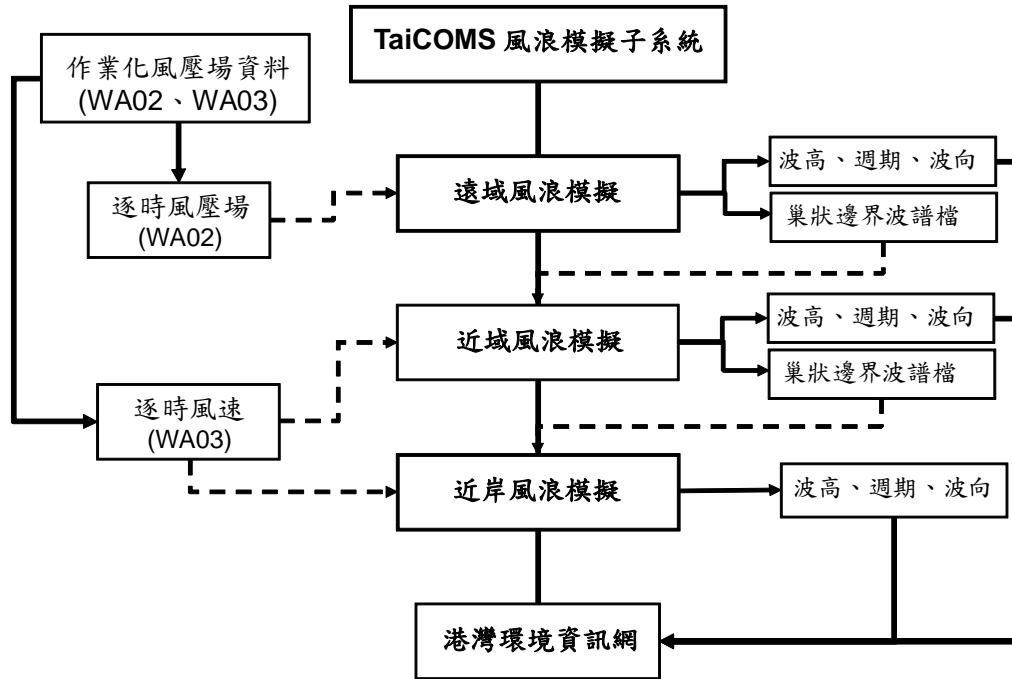 TaiCOMS 風浪模擬子系統
作業化風壓場資料
(WA02、WA03)
波高、週期、波向
遠域風浪模擬
逐時風壓場
(WA02)
巢狀邊界波譜檔
波高、週期、波向
近域風浪模擬
巢狀邊界波譜檔
逐時風速
(WA03)
近岸風浪模擬
波高、週期、波向
港灣環境資訊網